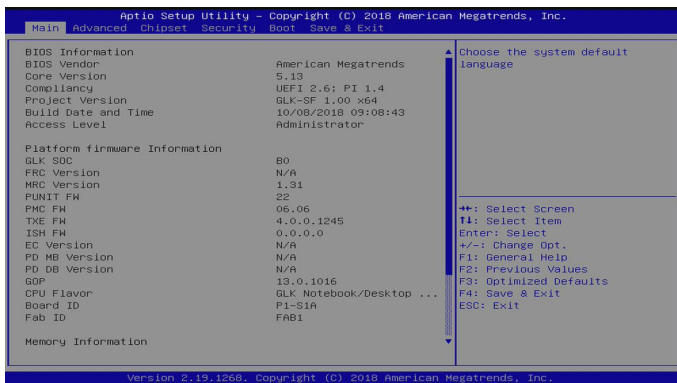 Aptio Setup Utility – Copyright (C) 2018 American Megatrends, Inc.
Main Advanced Chipset Security Boot Save & Exit
BIOS Information
BIOS Vendor American Megatrends
Core Version 5.13
Compliancy UEFI 2.6; PI 1.4
Project Version GLK-SF 1.00 x64
Build Date and Time 10/08/2018 09:08:43
Access Level Administrator
Platform firmware Information
GLK SOC B0
FRC Version N/A
MRC Version 1.31
PUNIT FW 22
PMC FW 06.06
TXE FW 4.0.0.1245
ISH FW 0.0.0.0
EC Version N/A
PD MB Version N/A
PD DB Version N/A
GOP 13.0.1016
CPU Flavor GLK Notebook/Desktop ...
Board ID P1-S1A
Fab ID FAB1
Memory Information
Choose the system default
language
→←: Select Screen
↑↓: Select Item
Enter: Select
+/-: Change Opt.
F1: General Help
F2: Previous Values
F3: Optimized Defaults
F4: Save & Exit
ESC: Exit
Version 2.19.1268. Copyright (C) 2018 American Megatrends, Inc.